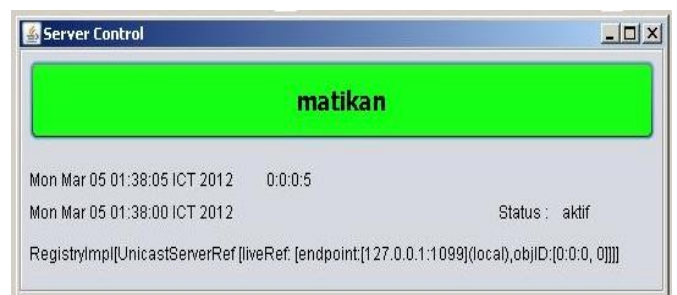 Server Control
matikan
Mon Mar 05 01:38:05 ICT 2012 0:0:0:5
Mon Mar 05 01:38:00 ICT 2012 Status : aktif
RegistryImpl[UnicastServerRef [liveRef: [endpoint:[127.0.0.1:1099](local),objID:[0:0:0, 0]]]]